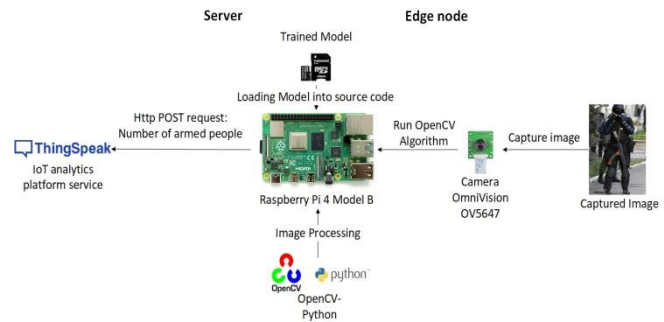 Server
Edge node
Trained Model
Loading Model into source code
Http POST request:
Number of armed people
ThingSpeak
IoT analytics
platform service
Run OpenCV
Algorithm
Capture image
Camera
OmniVision
OV5647
Captured Image
HDMI
Raspberry Pi 4 Model B
Image Processing
OpenCV
python
OpenCV-
Python